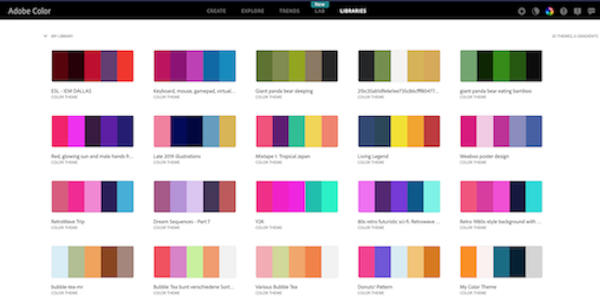 Adobe Color
New
CREATE EXPLORE TRENDS LAB LIBRARIES
MY LIBRARY
THEMES, 0 GRADIENTS
ESL - IEM DALLAS
COLOR THEME
Keyboard, mouse, gamepad, virtual...
COLOR THEME
Giant panda bear sleeping
COLOR THEME
COLOR THEME
giant panda bear eating bamboo
COLOR THEME
Red, glowing sun and male hands fr...
COLOR THEME
Late 2019 illustrations
COLOR THEME
Mixtape 1: Tropical Japan
COLOR THEME
Living Legend
COLOR THEME
Weaboo poster design
COLOR THEME
RetroWave Trip
COLOR THEME
Dream Sequences - Part 7
COLOR THEME
COLOR THEME
80s retro futuristic sci-fi. Retrowave ...
COLOR THEME
Retro 1980s style background with ...
COLOR THEME
bubble-tea-mi
COLOR THEME
Bubble Tea bunt verschiedene Sort...
COLOR THEME
Various Bubble Tea
COLOR THEME
Donuts' Pattern
COLOR THEME
My Color Theme
COLOR THEME